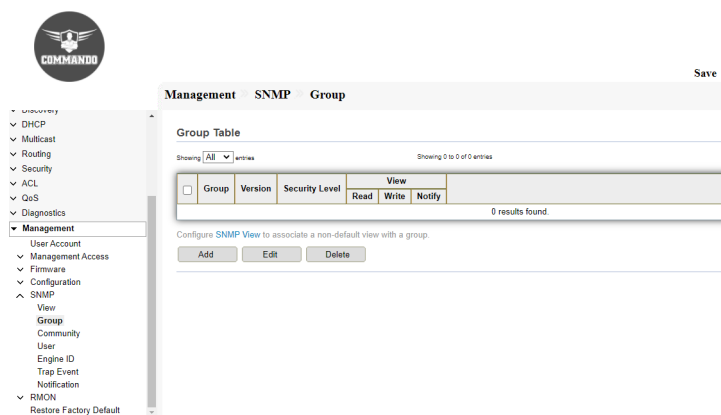 COMMANDO
Save
Management » SNMP » Group
Discovery
DHCP
Multicast
Routing
Security
ACL
QoS
Diagnostics
Management
User Account
Management Access
Firmware
Configuration
SNMP
View
Group
Community
User
Engine ID
Trap Event
Notification
RMON
Restore Factory Default
Group Table
Showing All entries
Showing 0 to 0 of 0 entries
Group Version Security Level View
Read Write Notify
0 results found.
Configure SNMP View to associate a non-default view with a group.
Add Edit Delete